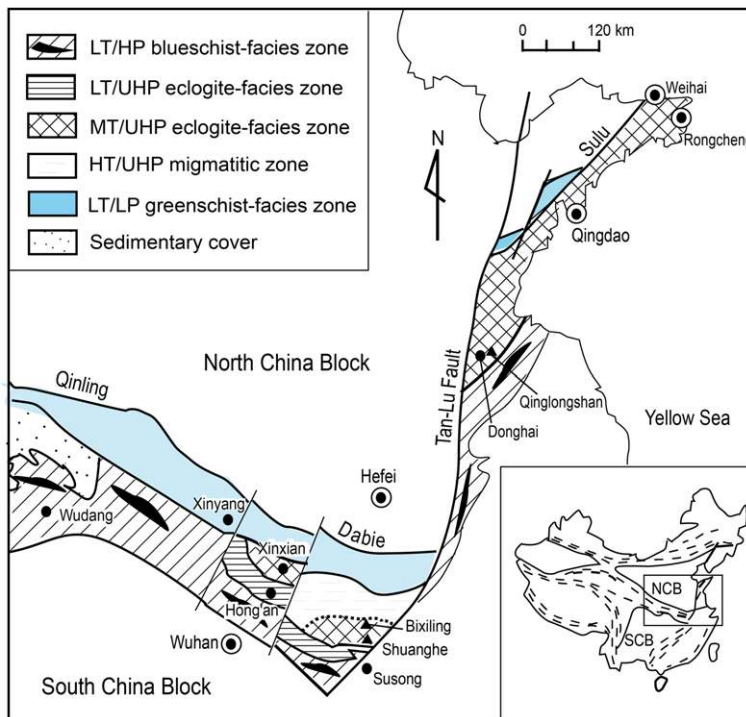 LT/HP blueschist-facies zone
LT/UHP eclogite-facies zone
MT/UHP eclogite-facies zone
HT/UHP migmatitic zone
LT/LP greenschist-facies zone
Sedimentary cover
0 120 km
N
Weihai
Rongcheng
Sulu
Qingdao
North China Block
Tan-Lu Fault
Qinglongshan
Donghai
Yellow Sea
Qinling
Hefei
Xinyang
Dabie
Wudang
Xinxian
Hong'an
Bixiling
Wuhan
Shuanghe
Susong
South China Block
NCB
SCB